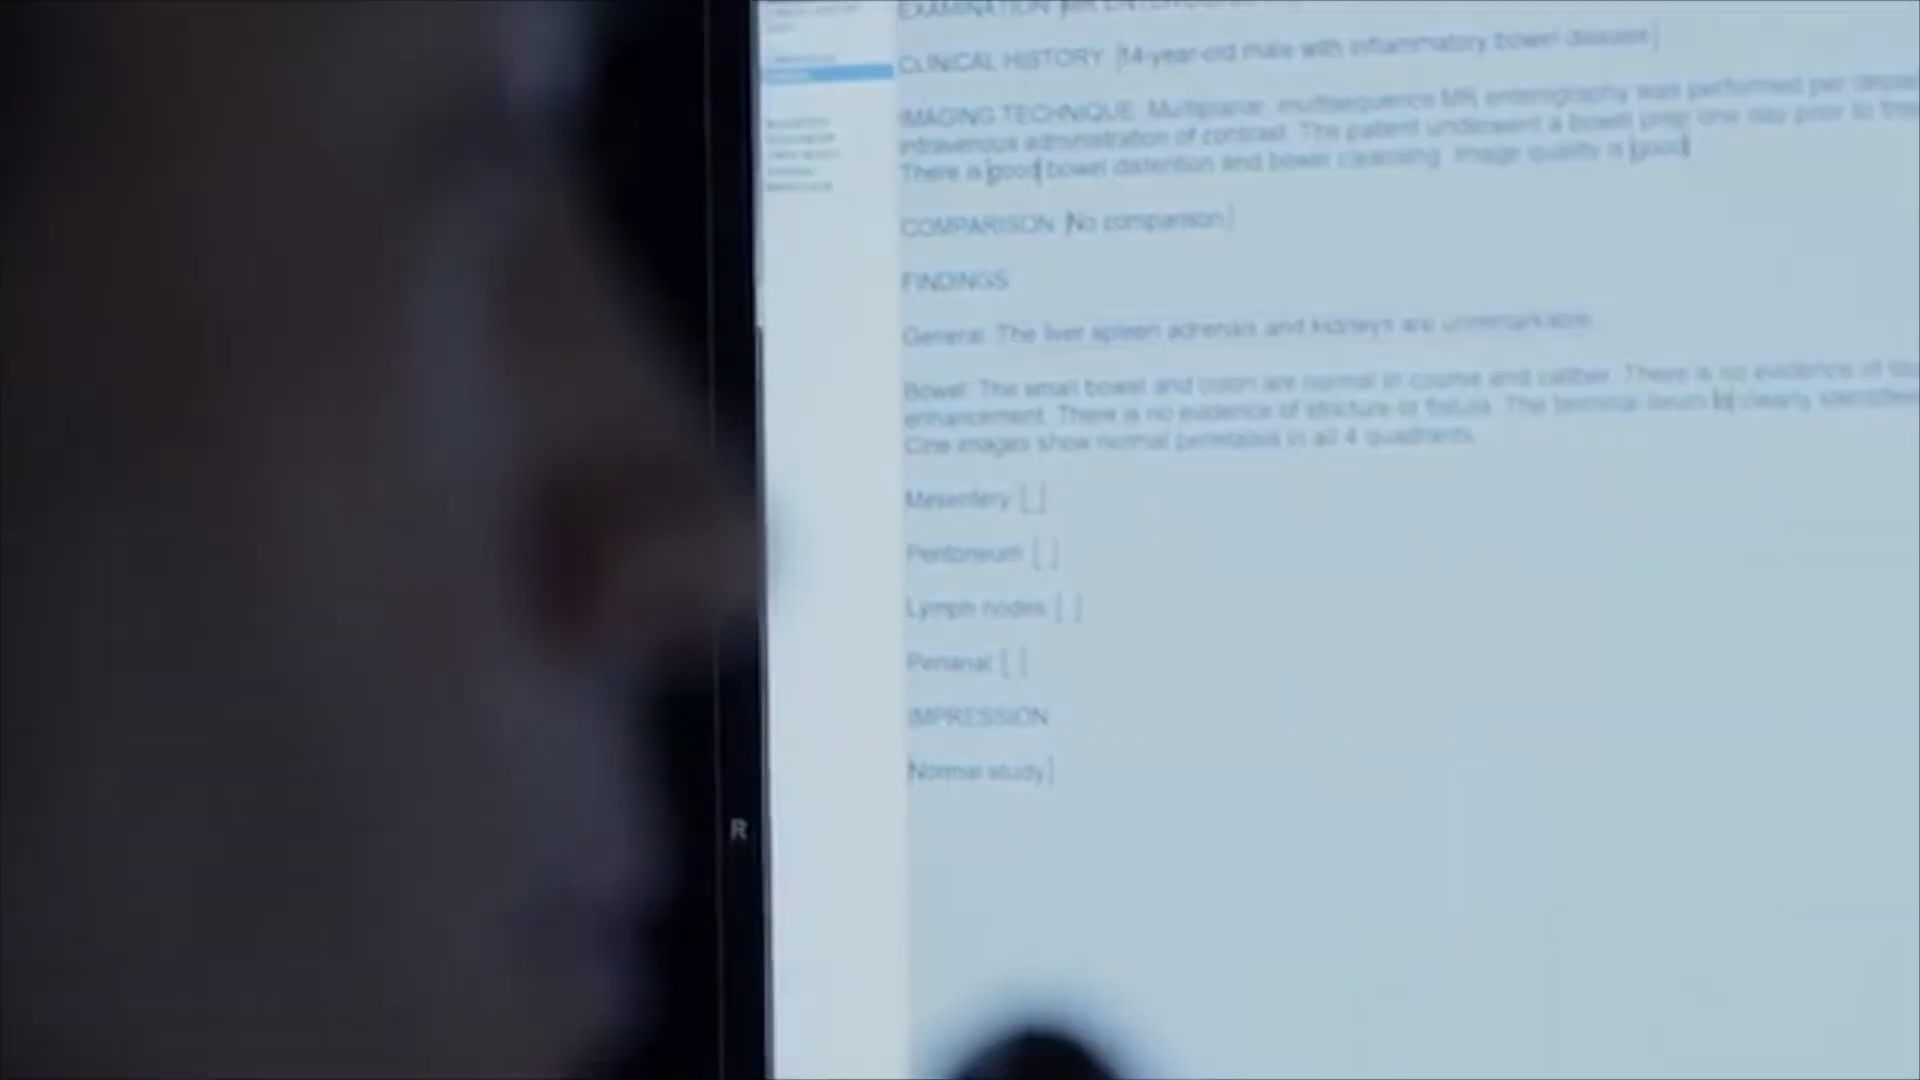 EXAMINATION [MR ENTEROGRAPHY]
CLINICAL HISTORY: [14-year-old male with inflammatory bowel disease]
IMAGING TECHNIQUE: Multiplanar, multisequence MR enterography was performed per
intravenous administration of contrast. The patient underwent a bowel prep one day prior to
There is [good] bowel distention and bowel cleansing. Image quality is [good]
COMPARISON: [No comparison]
FINDINGS
General: The liver spleen adrenals and kidneys are unremarkable.
Bowel: The small bowel and colon are normal in course and caliber. There is no evidence of
enhancement. There is no evidence of stricture or fistula. The terminal ileum is clearly identified
Cine images show normal peristalsis in all 4 quadrants.
Mesentery: [ ]
Peritoneum: [ ]
Lymph nodes: [ ]
Perianal: [ ]
IMPRESSION
[Normal study]
R